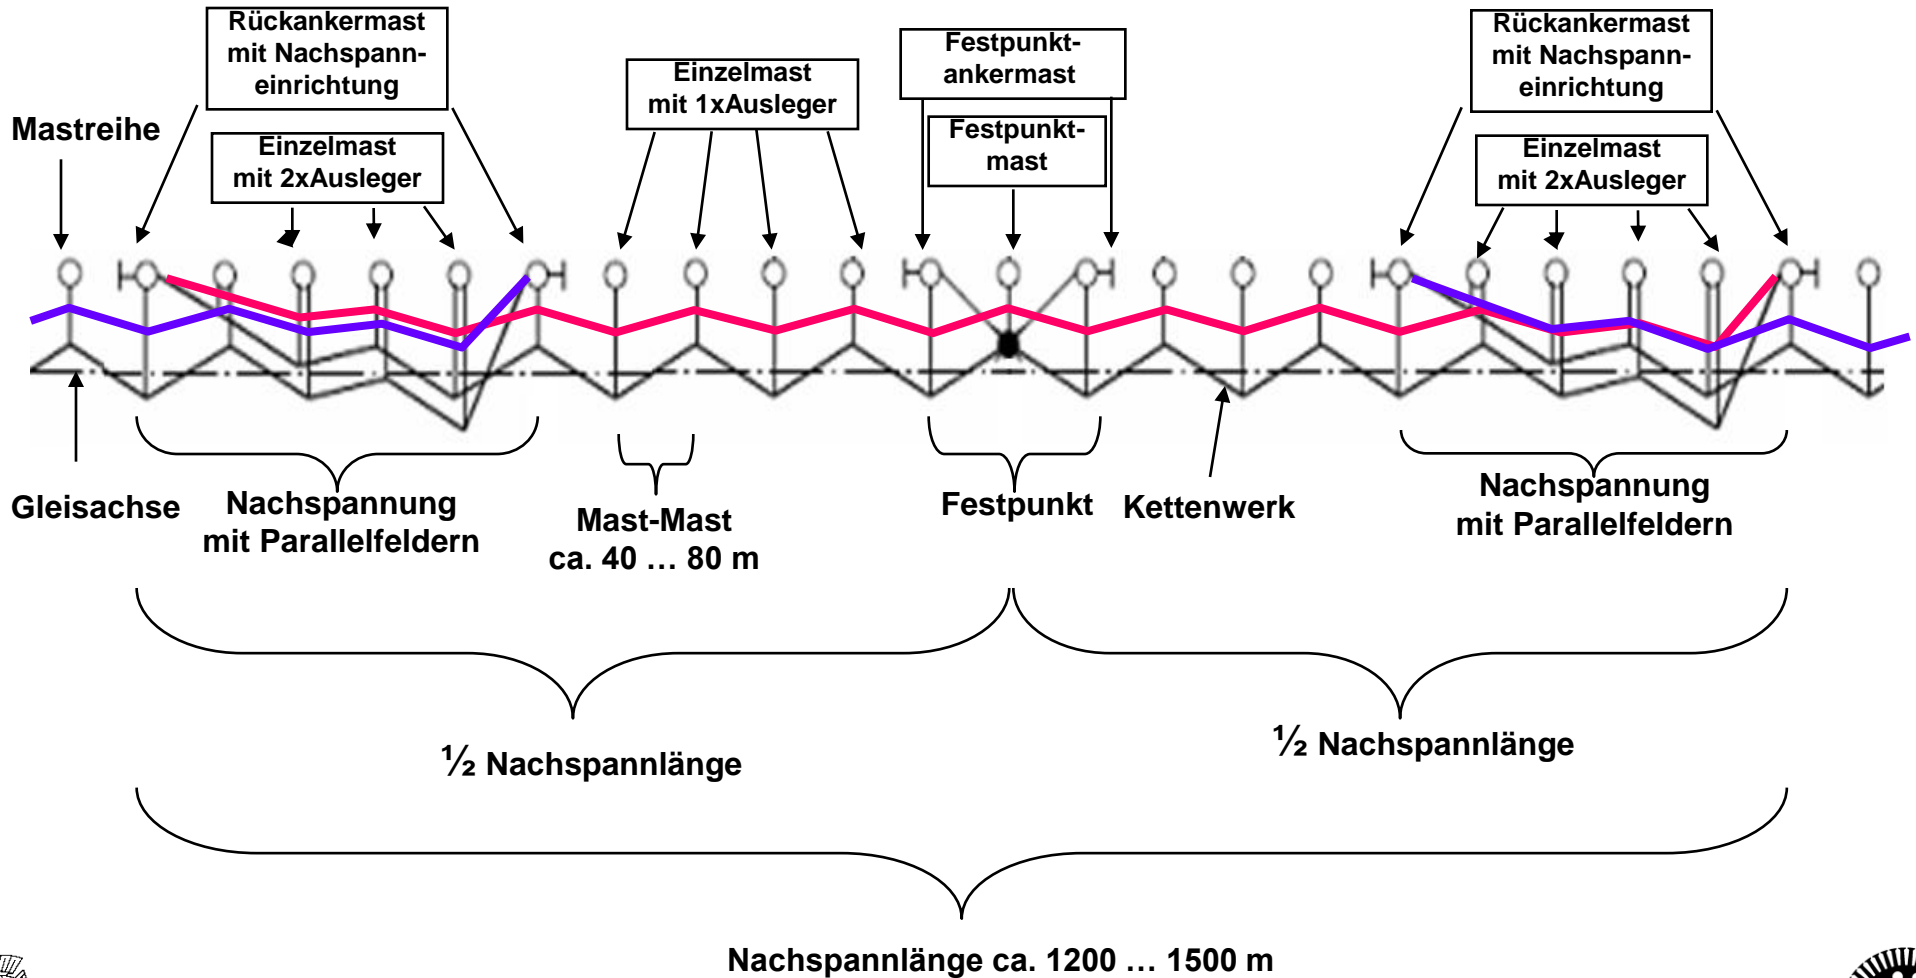 Rückankermast
mit Nachspann-
einrichtung
Einzelmast
mit 1xAusleger
Festpunkt-
ankermast
Rückankermast
mit Nachspann-
einrichtung
Mastreihe
Einzelmast
mit 2xAusleger
Festpunkt-
mast
Einzelmast
mit 2xAusleger
Gleisachse
Nachspannung
mit Parallelfeldern
Mast-Mast
ca. 40 … 80 m
Festpunkt
Kettenwerk
Nachspannung
mit Parallelfeldern
½ Nachspannlänge
½ Nachspannlänge
Nachspannlänge ca. 1200 … 1500 m